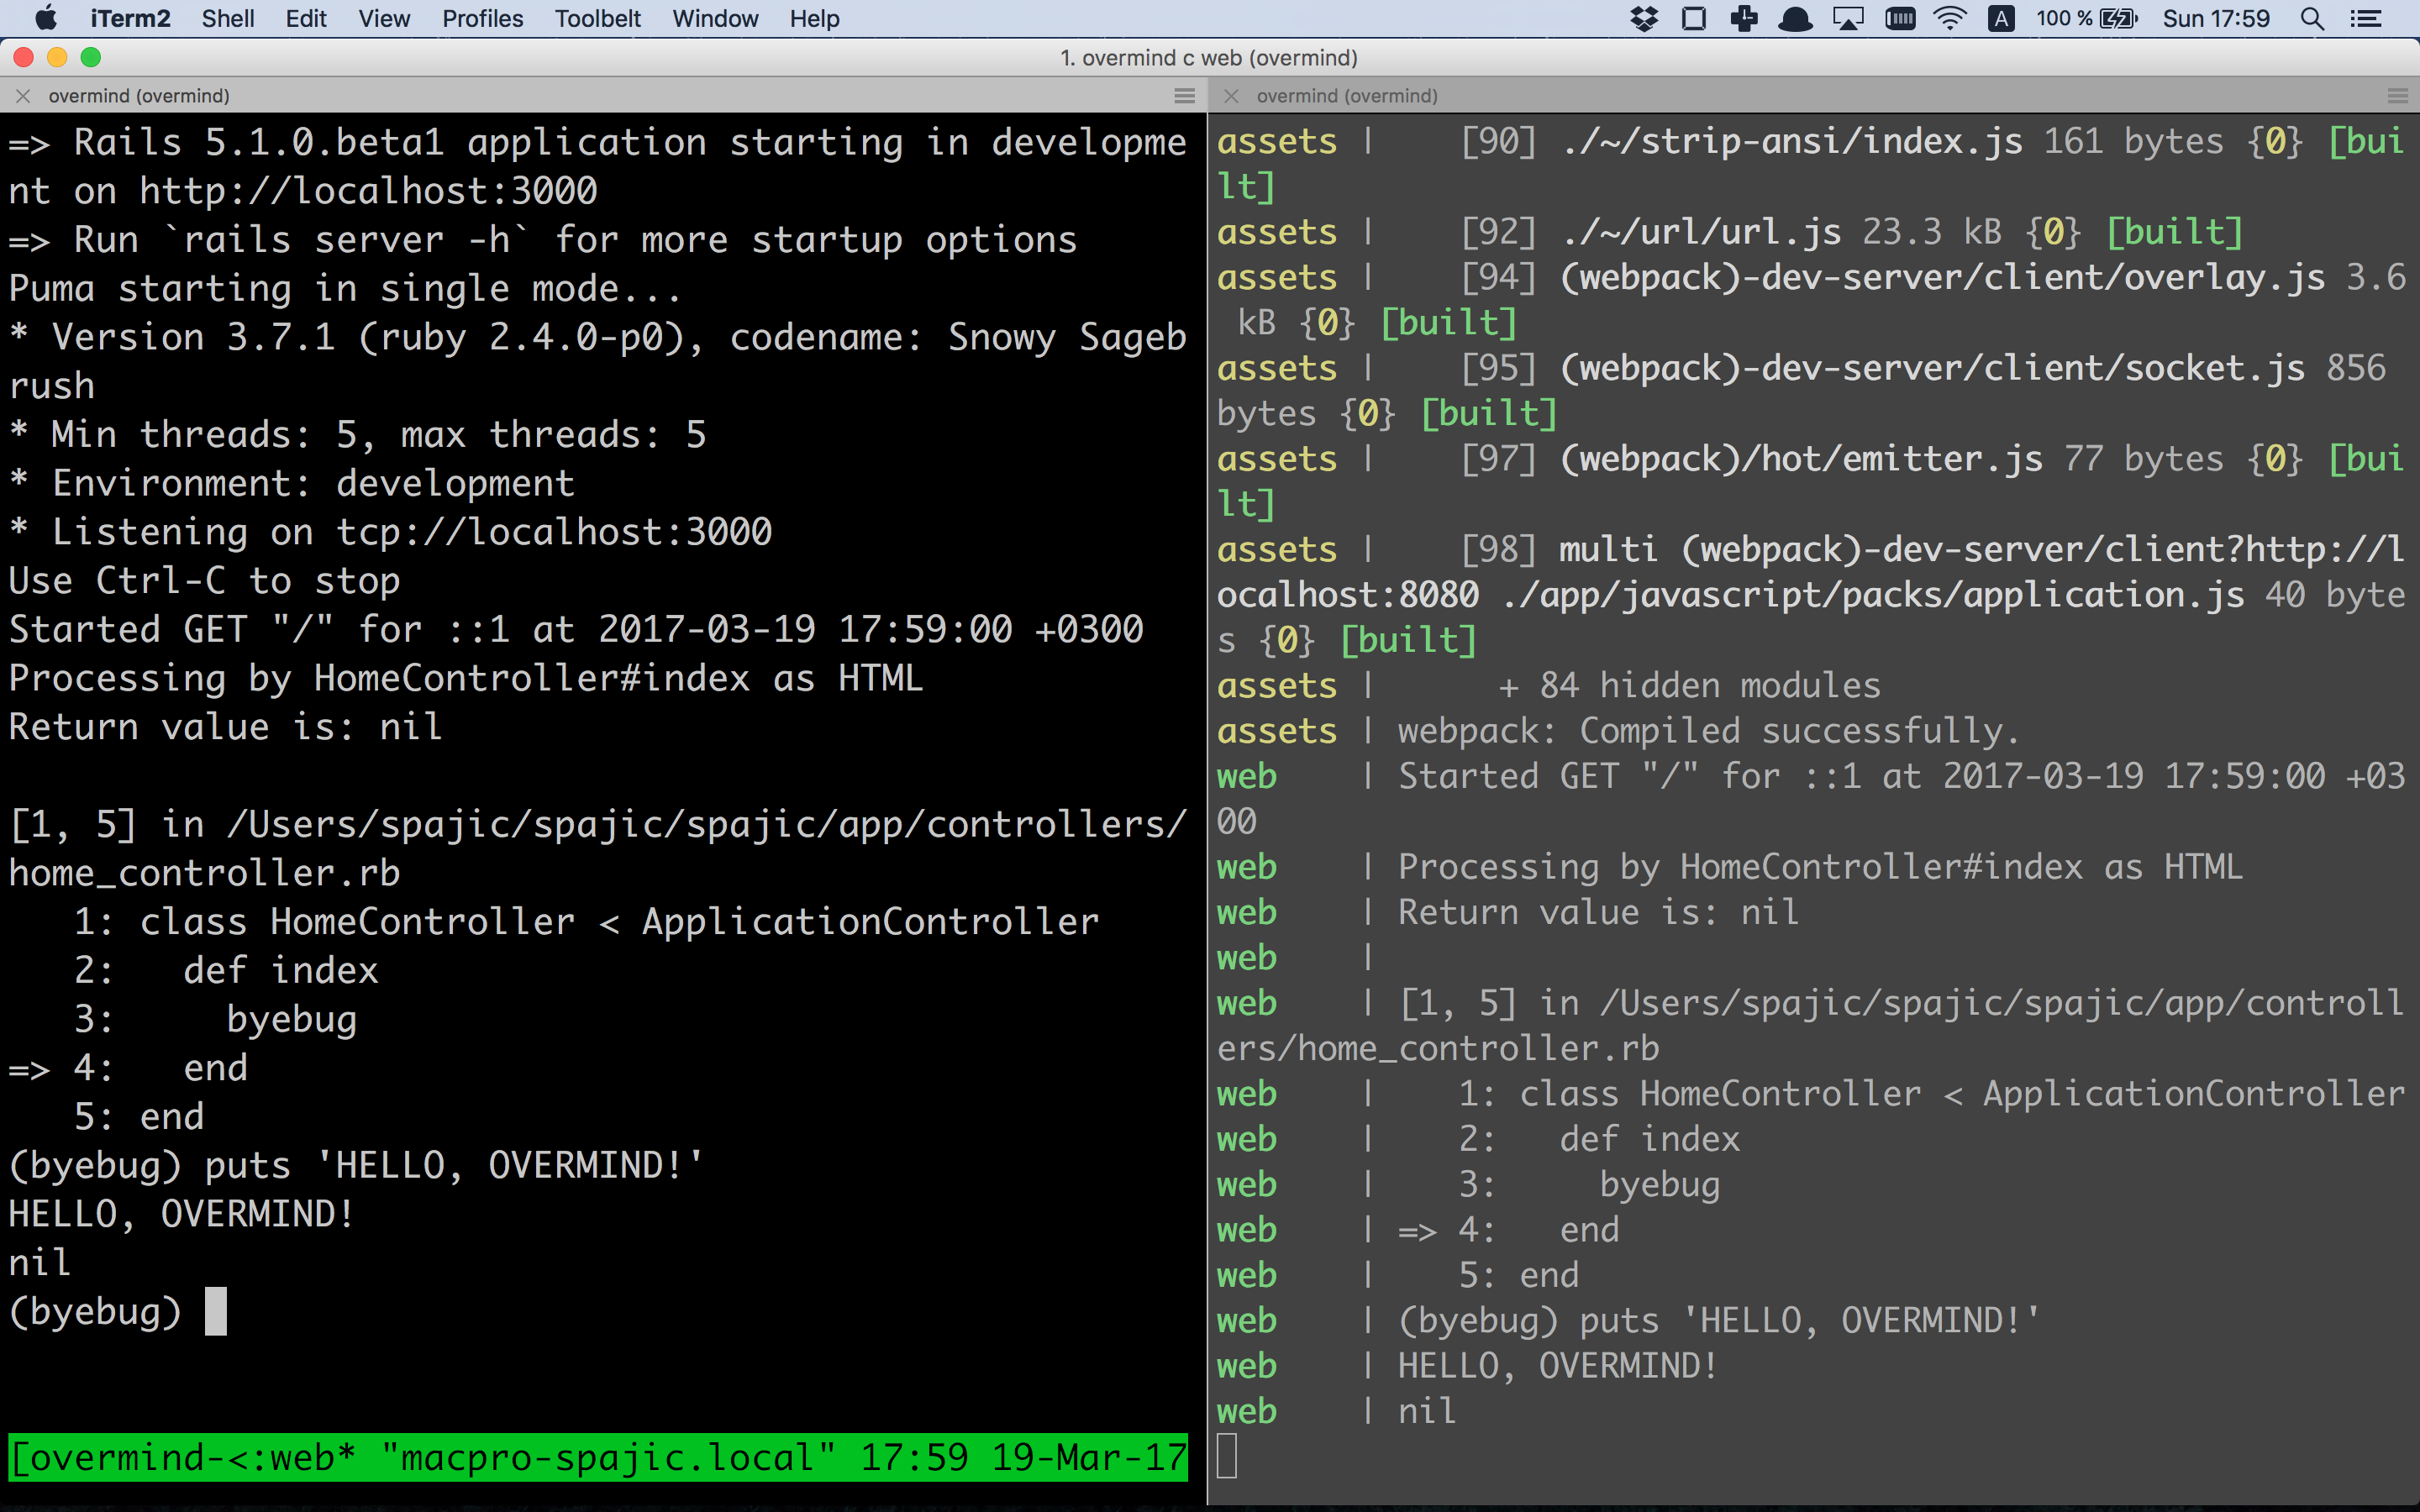 iTerm2 Shell Edit View Profiles Toolbelt Window Help A 100 % Sun 17:59
1. overmind c web (overmind)
overmind (overmind)
=> Rails 5.1.0.beta1 application starting in developme
nt on http://localhost:3000
=> Run `rails server -h` for more startup options
Puma starting in single mode...
* Version 3.7.1 (ruby 2.4.0-p0), codename: Snowy Sageb
rush
* Min threads: 5, max threads: 5
* Environment: development
* Listening on tcp://localhost:3000
Use Ctrl-C to stop
Started GET "/" for ::1 at 2017-03-19 17:59:00 +0300
Processing by HomeController#index as HTML
Return value is: nil
[1, 5] in /Users/spajic/spajic/spajic/app/controllers/
home_controller.rb
   1: class HomeController < ApplicationController
   2:   def index
   3:     byebug
=> 4:   end
   5: end
(byebug) puts 'HELLO, OVERMIND!'
HELLO, OVERMIND!
nil
(byebug)
[overmind-<:web* "macpro-spajic.local" 17:59 19-Mar-17
overmind (overmind)
assets |    [90] ./~/strip-ansi/index.js 161 bytes {0} [bui
lt]
assets |    [92] ./~/url/url.js 23.3 kB {0} [built]
assets |    [94] (webpack)-dev-server/client/overlay.js 3.6
 kB {0} [built]
assets |    [95] (webpack)-dev-server/client/socket.js 856
bytes {0} [built]
assets |    [97] (webpack)/hot/emitter.js 77 bytes {0} [bui
lt]
assets |    [98] multi (webpack)-dev-server/client?http://l
ocalhost:8080 ./app/javascript/packs/application.js 40 byte
s {0} [built]
assets |      + 84 hidden modules
assets | webpack: Compiled successfully.
web    | Started GET "/" for ::1 at 2017-03-19 17:59:00 +03
00
web    | Processing by HomeController#index as HTML
web    | Return value is: nil
web    |
web    | [1, 5] in /Users/spajic/spajic/spajic/app/controll
ers/home_controller.rb
web    |    1: class HomeController < ApplicationController
web    |    2:   def index
web    |    3:     byebug
web    | => 4:   end
web    |    5: end
web    | (byebug) puts 'HELLO, OVERMIND!'
web    | HELLO, OVERMIND!
web    | nil